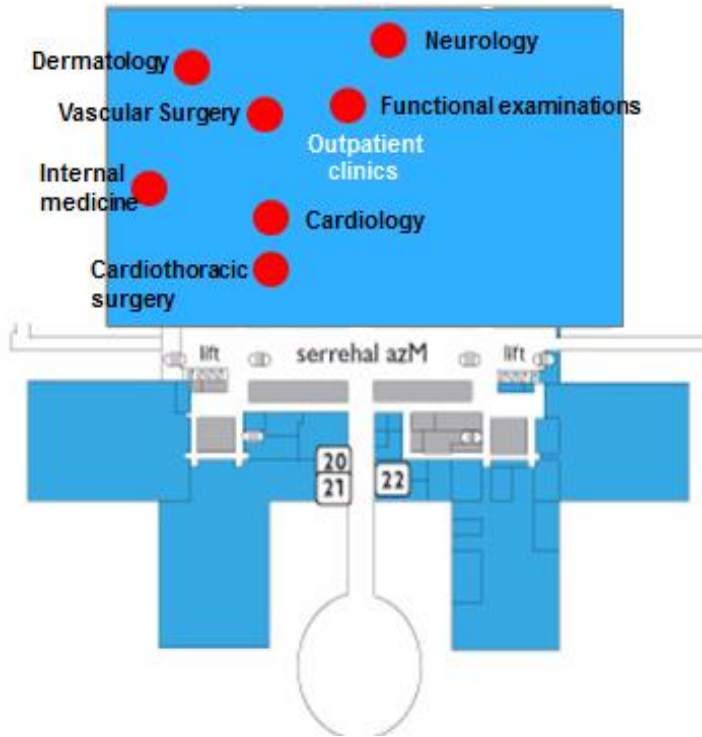 Neurology
Dermatology
Vascular Surgery
Functional examinations
Outpatient
clinics
Internal
medicine
Cardiology
Cardiothoracic
surgery
lift
serrehal azM
lift
20
21
22